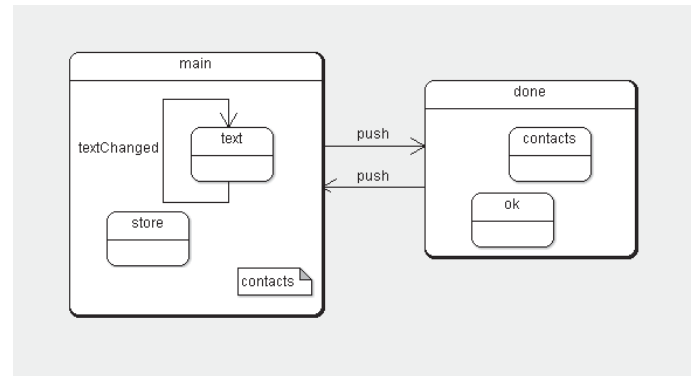 main
done
push
textChanged
text
contacts
push
store
ok
contacts